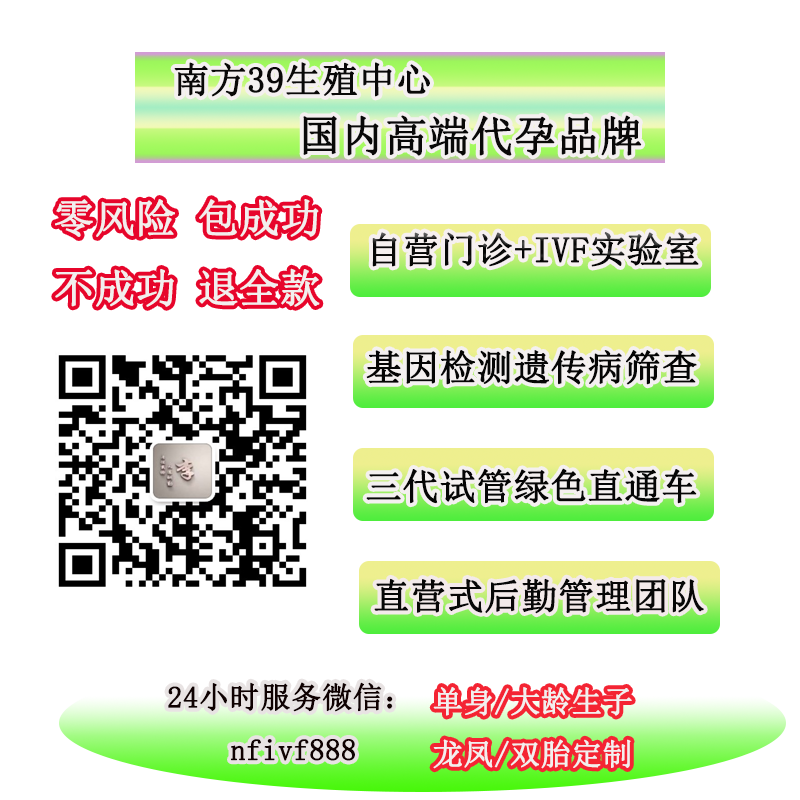 南方39生殖中心
国内高端代孕品牌
零风险 包成功
不成功 退全款
自营门诊+IVF实验室
基因检测遗传病筛查
三代试管绿色直通车
直营式后勤管理团队
24小时服务微信：
nfivf888
单身/大龄生子
龙凤/双胎定制